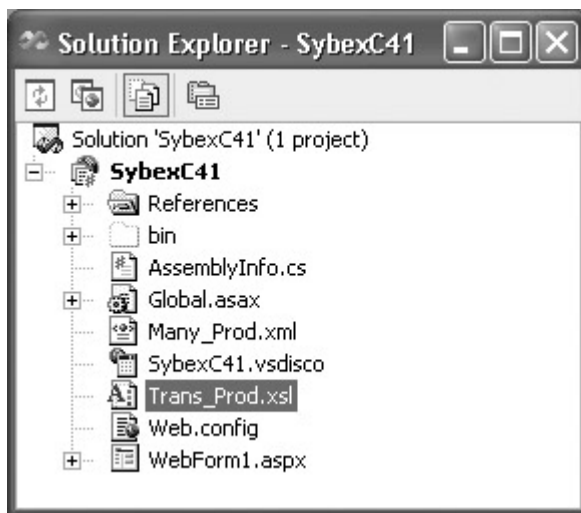 Solution Explorer - SybexC41
Solution 'SybexC41' (1 project)
SybexC41
References
bin
AssemblyInfo.cs
Global.asax
Many_Prod.xml
SybexC41.vsdisco
Trans_Prod.xsl
Web.config
WebForm1.aspx